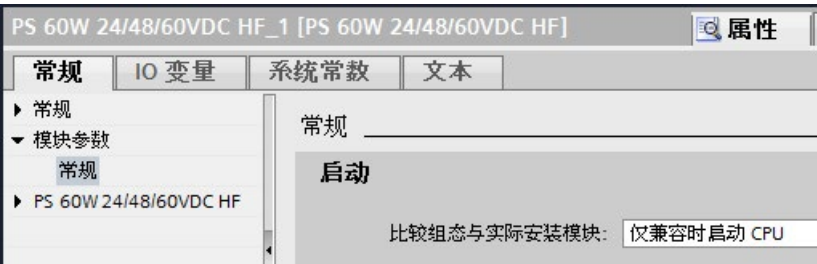 PS 60W 24/48/60VDC HF_1 [PS 60W 24/48/60VDC HF]
属性
常规 IO 变量 系统常数 文本
常规
模块参数
常规
PS 60W 24/48/60VDC HF
常规
启动
比较组态与实际安装模块: 仅兼容时启动 CPU